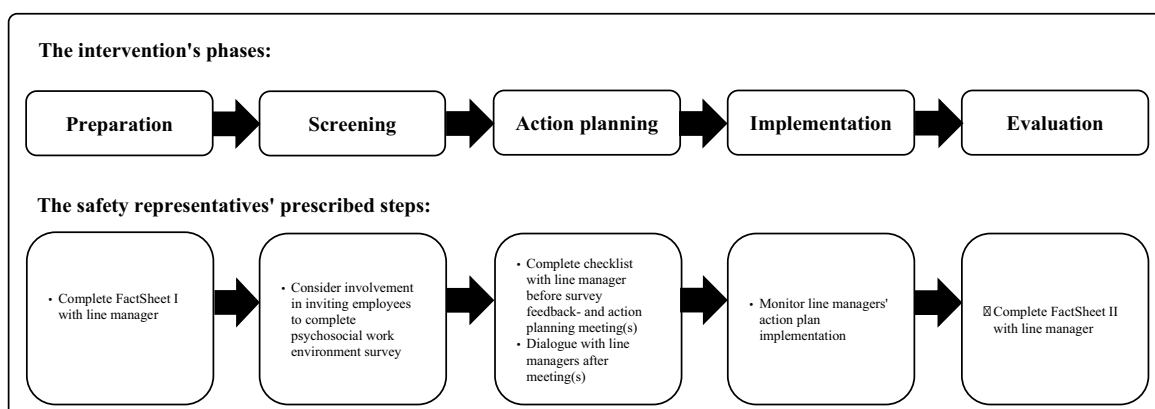 The intervention's phases:
Preparation
Screening
Action planning
Implementation
Evaluation
The safety representatives' prescribed steps:
• Complete FactSheet I
with line manager
• Consider involvement
in inviting employees
to complete
psychosocial work
environment survey
• Complete checklist
with line manager
before survey
feedback- and action
planning meeting(s)
• Dialogue with line
managers after
meeting(s)
• Monitor line managers'
action plan
implementation
Complete FactSheet II
with line manager